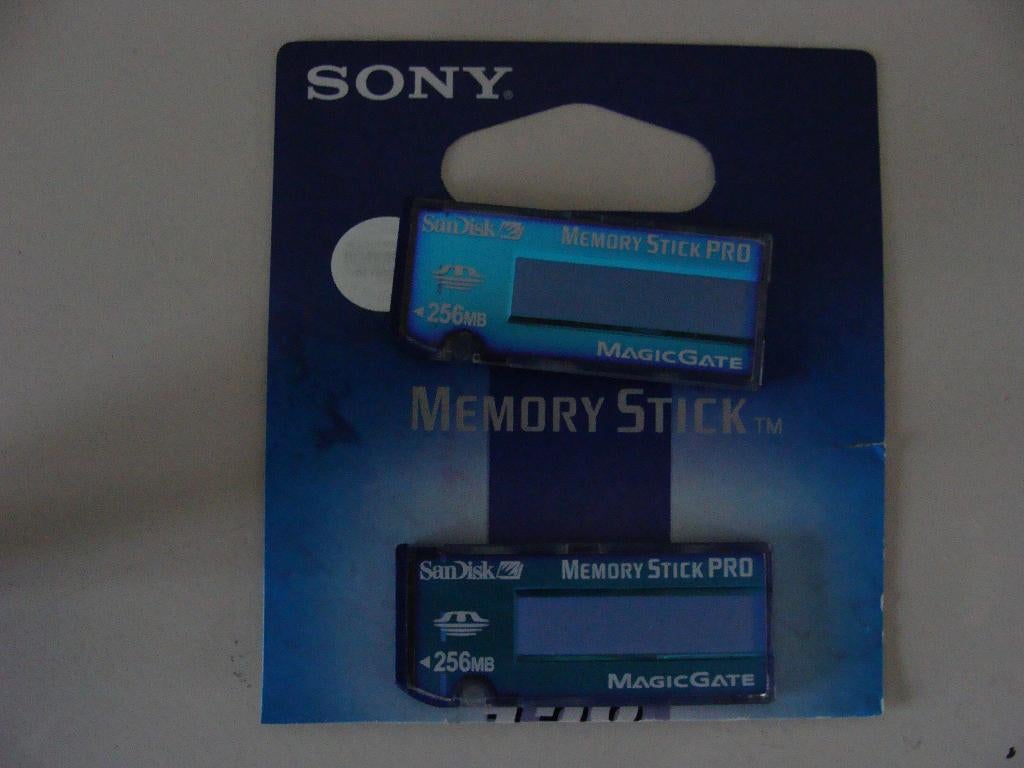 SONY®
SanDisk
MEMORY STICK PRO
256MB
MAGICGATE
MEMORY STICK™
SanDisk
MEMORY STICK PRO
256MB
MAGICGATE